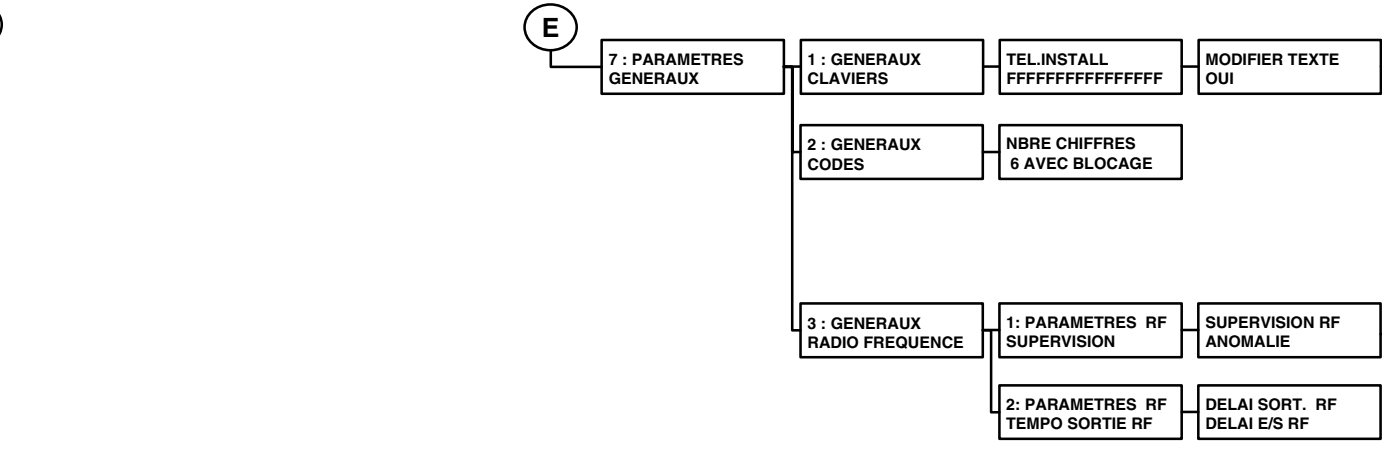 E
7 : PARAMETRES
GENERAUX
1 : GENERAUX
CLAVIERS
TEL.INSTALL
FFFFFFFFFFFFFFFF
MODIFIER TEXTE
OUI
2 : GENERAUX
CODES
NBRE CHIFFRES
6 AVEC BLOCAGE
3 : GENERAUX
RADIO FREQUENCE
1: PARAMETRES RF
SUPERVISION
SUPERVISION RF
ANOMALIE
2: PARAMETRES RF
TEMPO SORTIE RF
DELAI SORT. RF
DELAI E/S RF